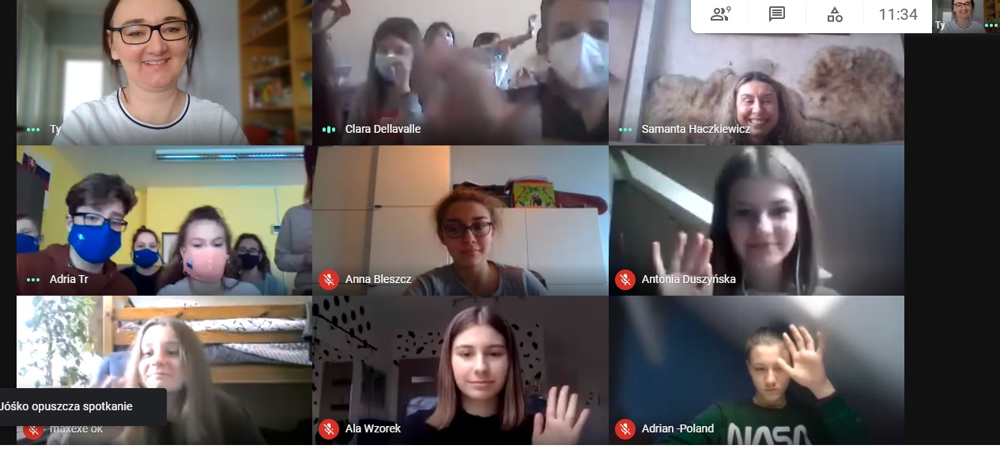 9
11:34
Ty
Ty
Clara Dellavalle
Samanta Haczkiewicz
Adria Tr
Anna Bleszcz
Antonia Duszyńska
Jóśko opuszcza spotkanie
maxexe ok
Ala Wzorek
Adrian -Poland
NASA